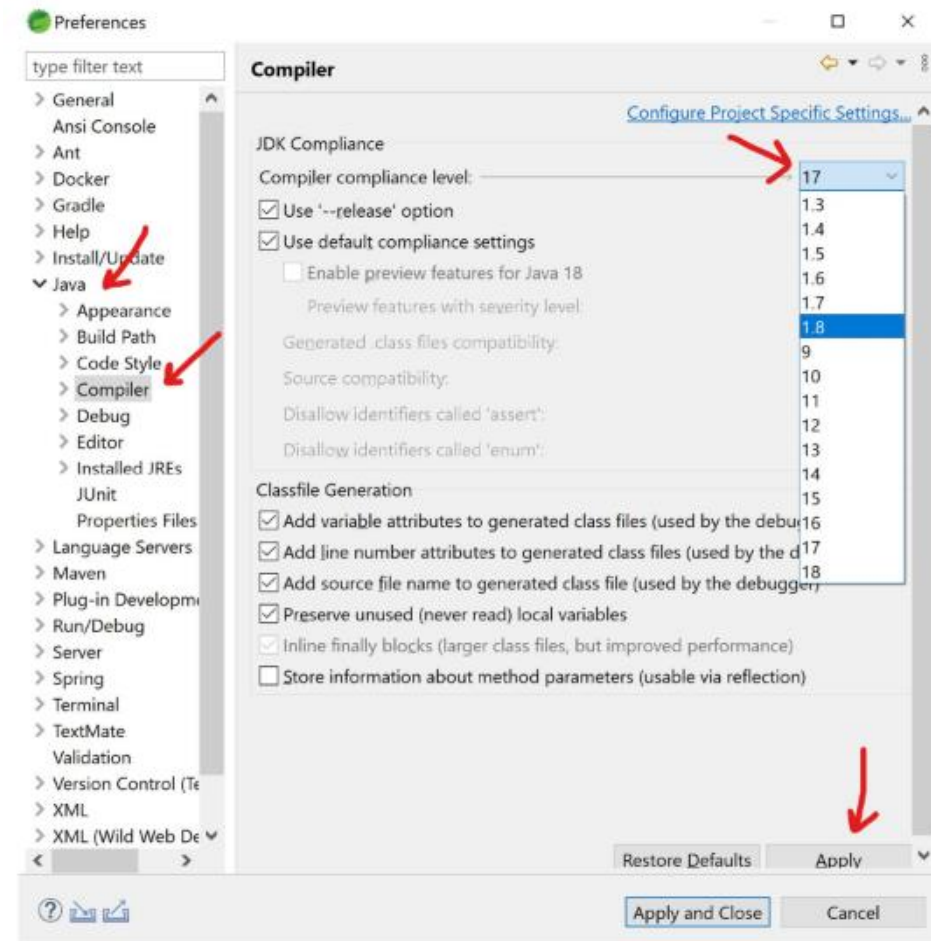 Preferences
type filter text
General
Ansi Console
Ant
Docker
Gradle
Help
Install/Update
Java
Appearance
Build Path
Code Style
Compiler
Debug
Editor
Installed JREs
JUnit
Properties Files
Language Servers
Maven
Plug-in Developm
Run/Debug
Server
Spring
Terminal
TextMate
Validation
Version Control (Te
XML
XML (Wild Web De
Compiler
Configure Project Specific Settings...
JDK Compliance
Compiler compliance level:
17
1.3
1.4
1.5
1.6
1.7
1.8
9
10
11
12
13
14
15
16
17
18
Use '--release' option
Use default compliance settings
Enable preview features for Java 18
Preview features with severity level:
Generated .class files compatibility:
Source compatibility:
Disallow identifiers called 'assert':
Disallow identifiers called 'enum':
Classfile Generation
Add variable attributes to generated class files (used by the debu
Add line number attributes to generated class files (used by the d
Add source file name to generated class file (used by the debugger)
Preserve unused (never read) local variables
Inline finally blocks (larger class files, but improved performance)
Store information about method parameters (usable via reflection)
Restore Defaults
Apply
Apply and Close
Cancel